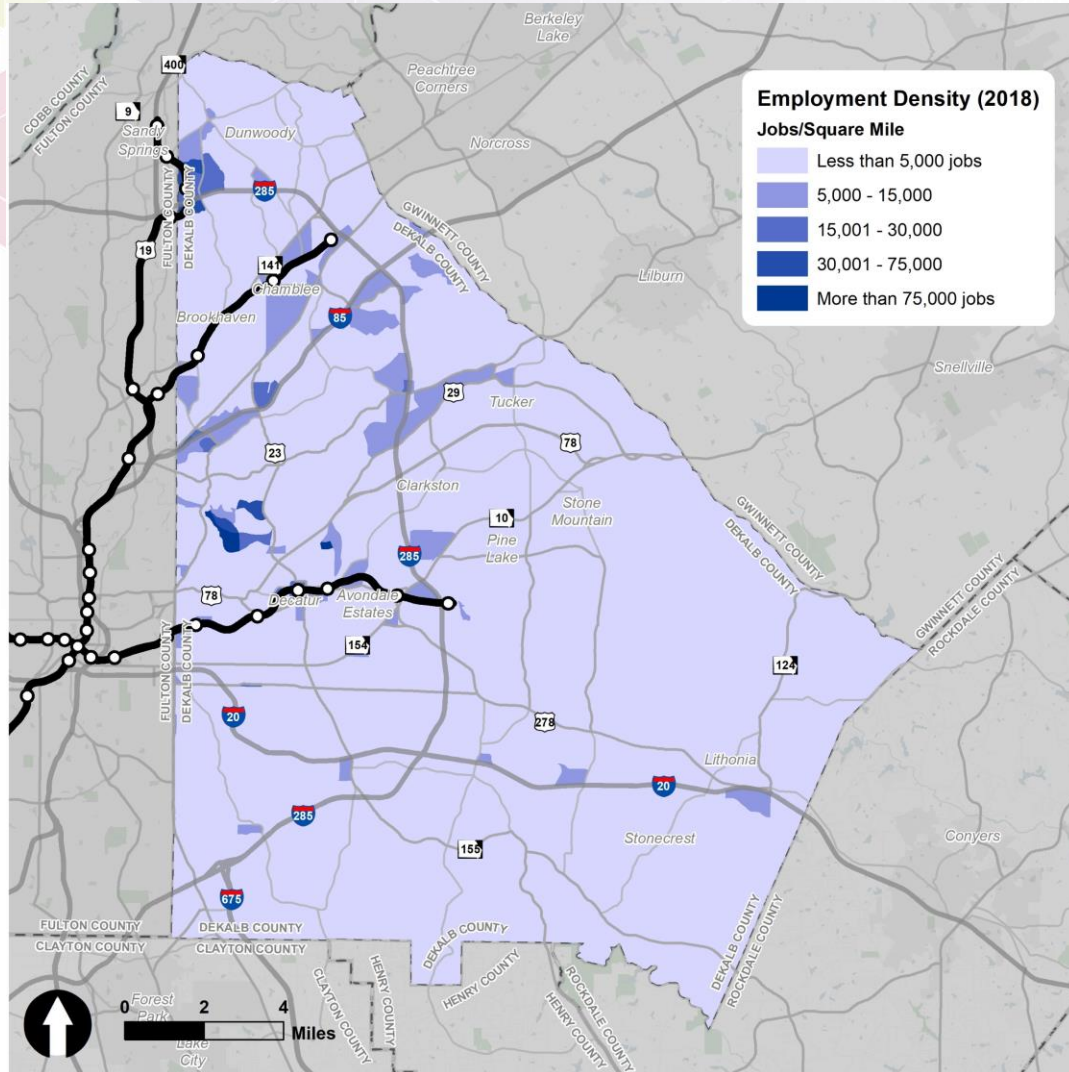 Berkeley
Lake
400
Peachtree
Corners
COBB COUNTY
FULTON COUNTY
9
Sandy
Springs
Dunwoody
Norcross
Employment Density (2018)
Jobs/Square Mile
Less than 5,000 jobs
5,000 - 15,000
15,001 - 30,000
30,001 - 75,000
More than 75,000 jobs
FULTON COUNTY
DEKALB COUNTY
285
GWINNETT COUNTY
DEKALB COUNTY
19
141
Chamblee
Lilburn
Brookhaven
85
Snellville
29
Tucker
23
78
Clarkston
Stone
Mountain
10
Pine
Lake
GWINNETT COUNTY
DEKALB COUNTY
285
78
Decatur
Avondale
Estates
GWINNETT COUNTY
ROCKDALE COUNTY
154
124
FULTON COUNTY
DEKALB COUNTY
20
278
Lithonia
20
285
Stonecrest
Conyers
155
675
FULTON COUNTY
CLAYTON COUNTY
DEKALB COUNTY
CLAYTON COUNTY
DEKALB COUNTY
HENRY COUNTY
DEKALB COUNTY
ROCKDALE COUNTY
CLAYTON COUNTY
HENRY COUNTY
ROCKDALE COUNTY
HENRY COUNTY
0 2 4
Miles
Forest
Park
Lake
City